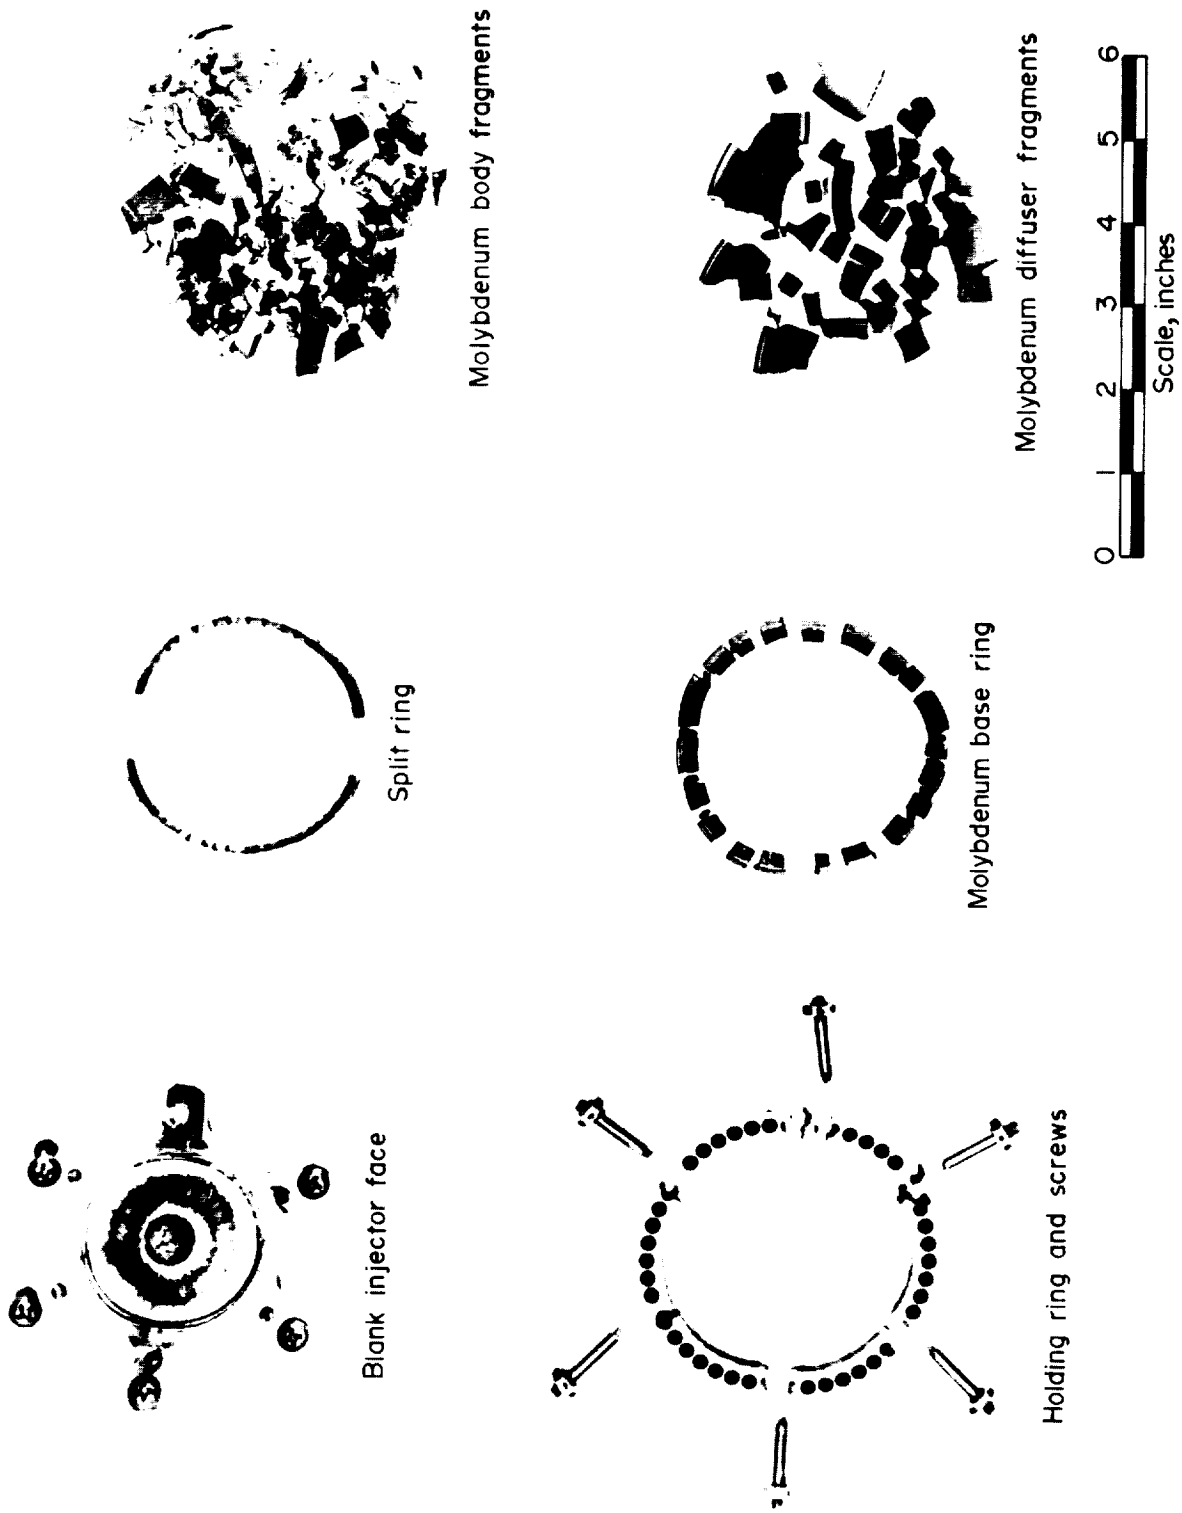 Blank injector face
Split ring
Molybdenum body fragments
Holding ring and screws
Molybdenum base ring
Molybdenum diffuser fragments
0 1 2 3 4 5 6
Scale, inches